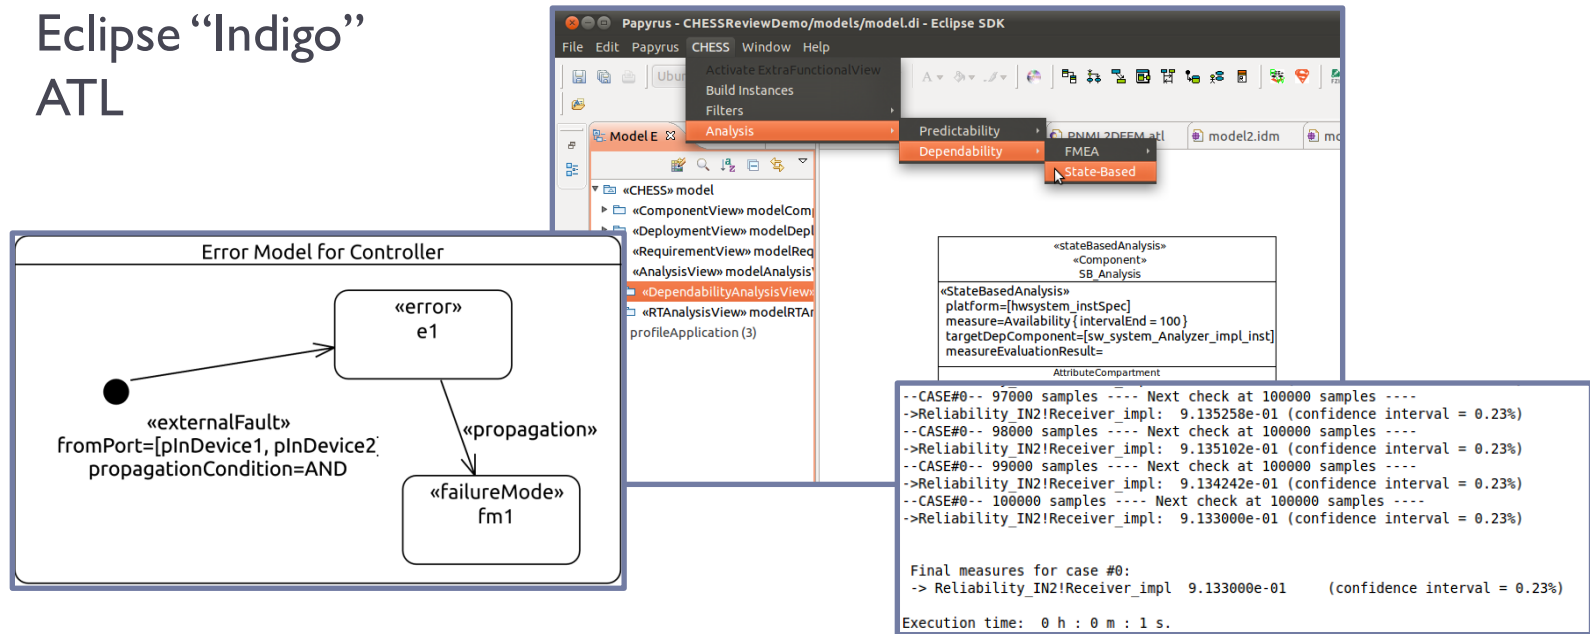 Eclipse “Indigo”
ATL
Papyrus - CHESSReviewDemo/models/model.di - Eclipse SDK
File Edit Papyrus CHESS Window Help
Activate ExtraFunctionalView
Build Instances
Filters
Analysis
Predictability
Dependability
FMEA
State-Based
Model E
PNML2DEEM.atl
model2.idm
«CHESS» model
«ComponentView» modelCom
«DeploymentView» modelDepl
«RequirementView» modelReq
«AnalysisView» modelAnalysis
«DependabilityAnalysisView»
«RTAnalysisView» modelRTA
profileApplication (3)
«stateBasedAnalysis»
«Component»
SB_Analysis
«StateBasedAnalysis»
platform=[hwsystem_instSpec]
measure=Availability { intervalEnd = 100 }
targetDepComponent=[sw_system_Analyzer_impl_inst]
measureEvaluationResult=
AttributeCompartment
Error Model for Controller
«error»
e1
«externalFault»
fromPort=[pInDevice1, pInDevice2]
propagationCondition=AND
«propagation»
«failureMode»
fm1
--CASE#0-- 97000 samples ---- Next check at 100000 samples ----
->Reliability_IN2!Receiver_impl: 9.135258e-01 (confidence interval = 0.23%)
--CASE#0-- 98000 samples ---- Next check at 100000 samples ----
->Reliability_IN2!Receiver_impl: 9.135102e-01 (confidence interval = 0.23%)
--CASE#0-- 99000 samples ---- Next check at 100000 samples ----
->Reliability_IN2!Receiver_impl: 9.134242e-01 (confidence interval = 0.23%)
--CASE#0-- 100000 samples ---- Next check at 100000 samples ----
->Reliability_IN2!Receiver_impl: 9.133000e-01 (confidence interval = 0.23%)
Final measures for case #0:
-> Reliability_IN2!Receiver_impl 9.133000e-01 (confidence interval = 0.23%)
Execution time: 0 h : 0 m : 1 s.